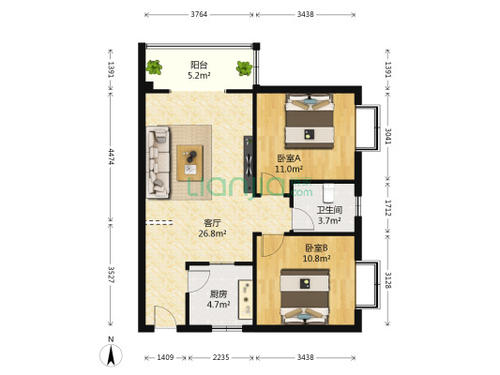 3764
3438
1391
1391
阳台
5.2m²
4474
3041
卧室A
11.0m²
lianjia
1712
卫生间
3.7m²
客厅
26.8m²
卧室B
10.8m²
3527
3128
厨房
4.7m²
N
1409
2235
3438